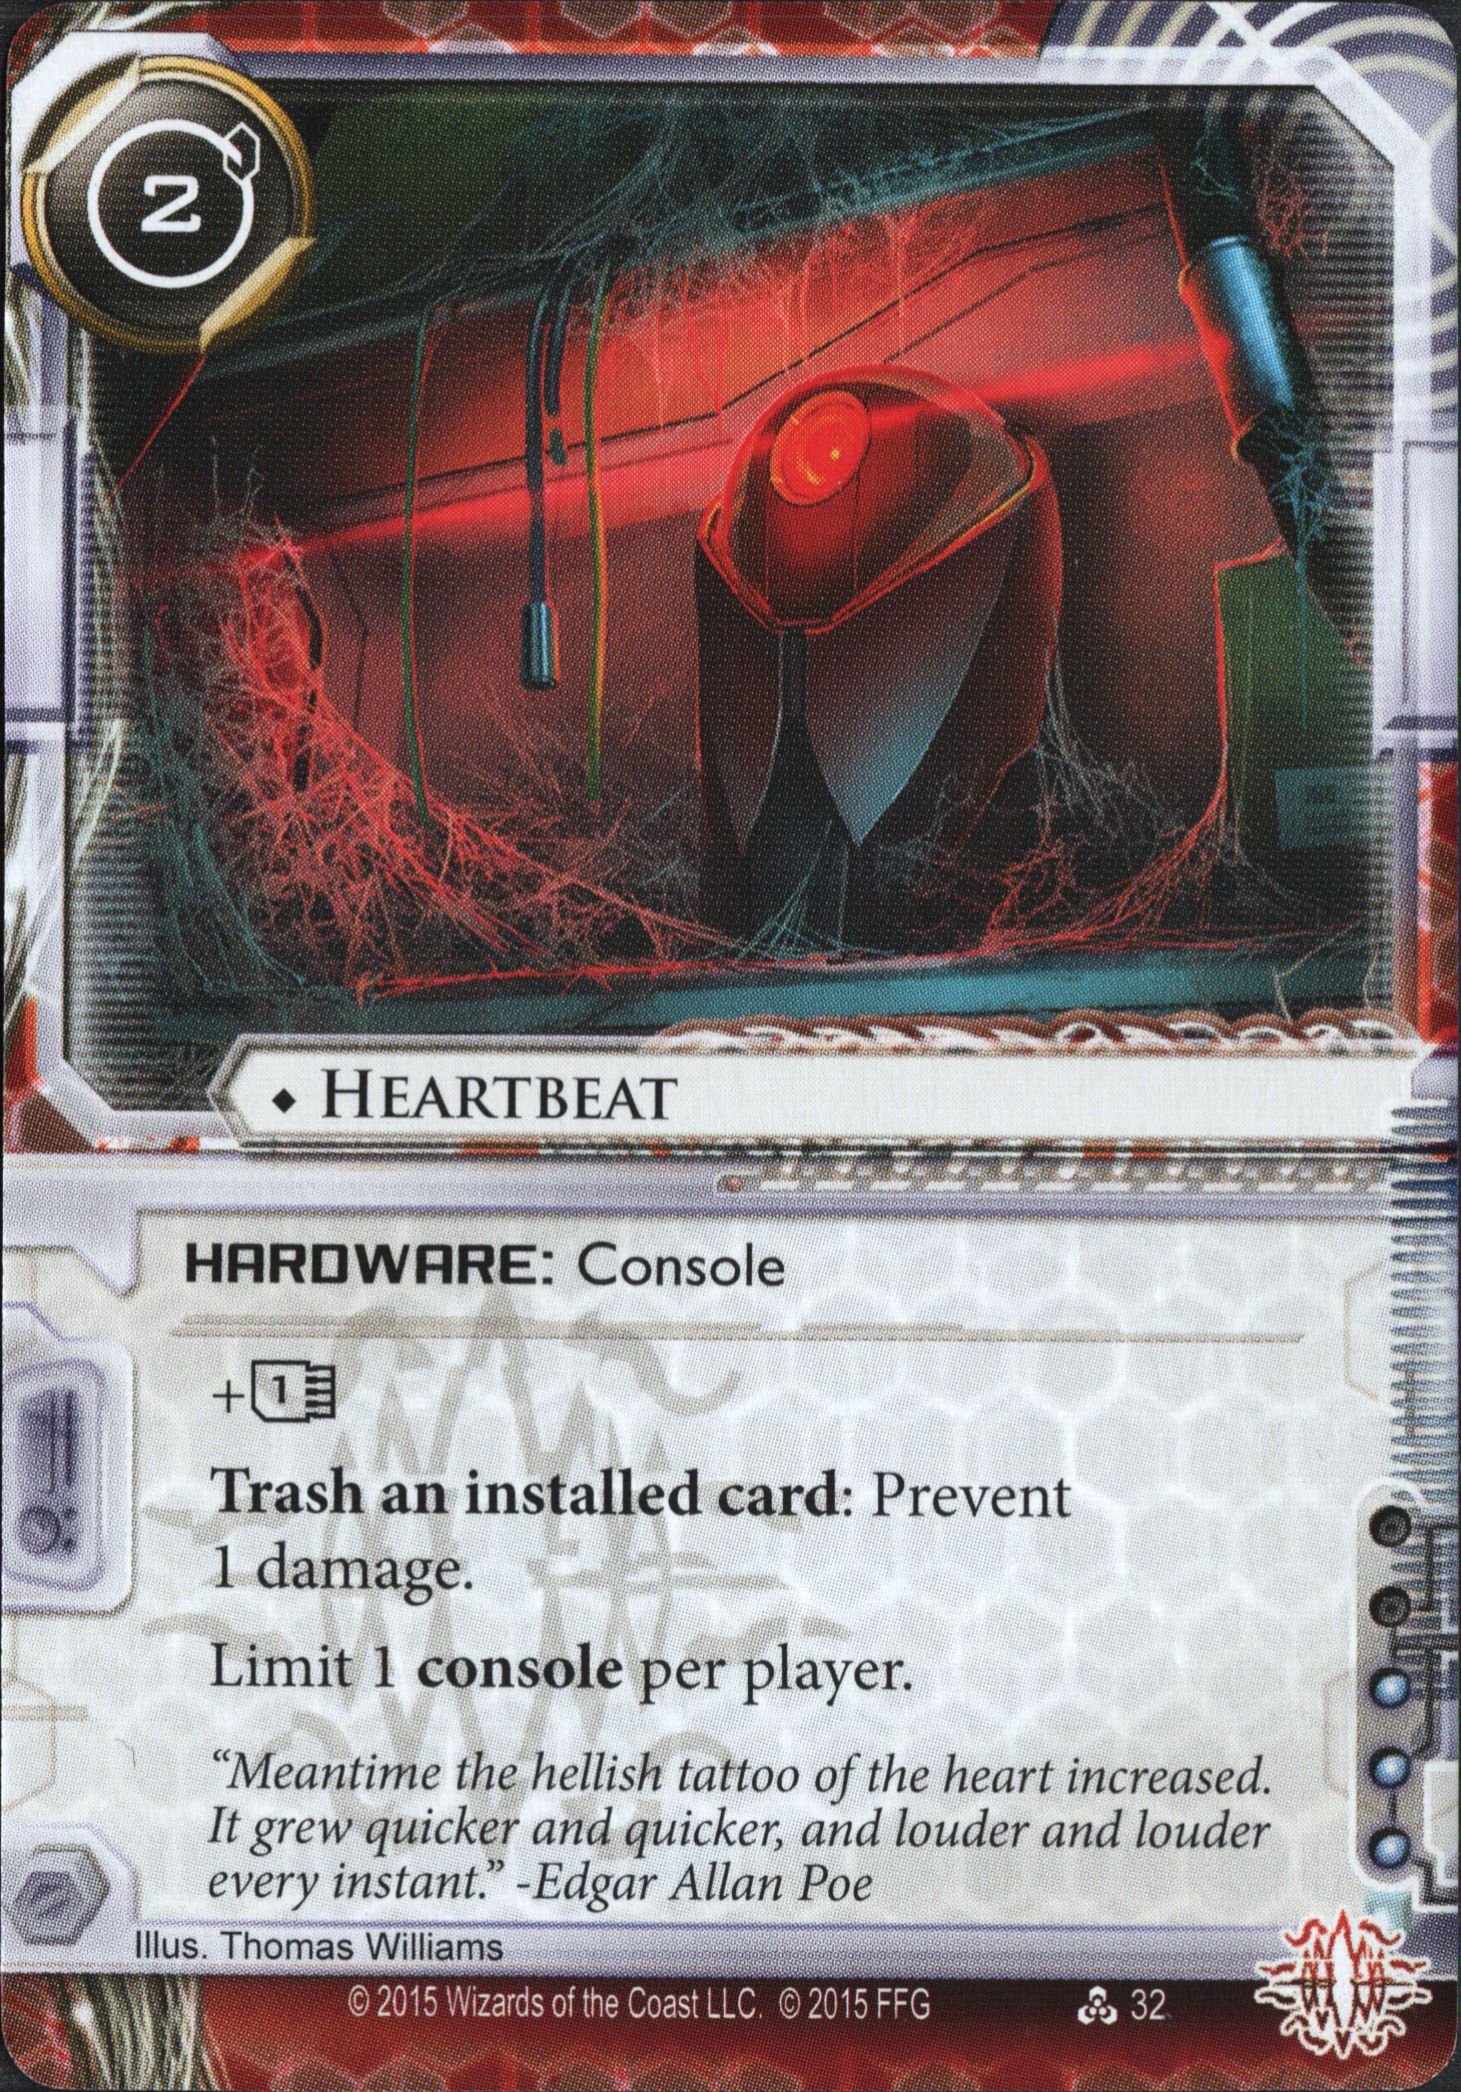 2
◆ HEARTBEAT
HARDWARE: Console
+1
Trash an installed card: Prevent
1 damage.
Limit 1 console per player.
“Meantime the hellish tattoo of the heart increased.
It grew quicker and quicker, and louder and louder
every instant.” -Edgar Allan Poe
Illus. Thomas Williams
© 2015 Wizards of the Coast LLC. © 2015 FFG
32